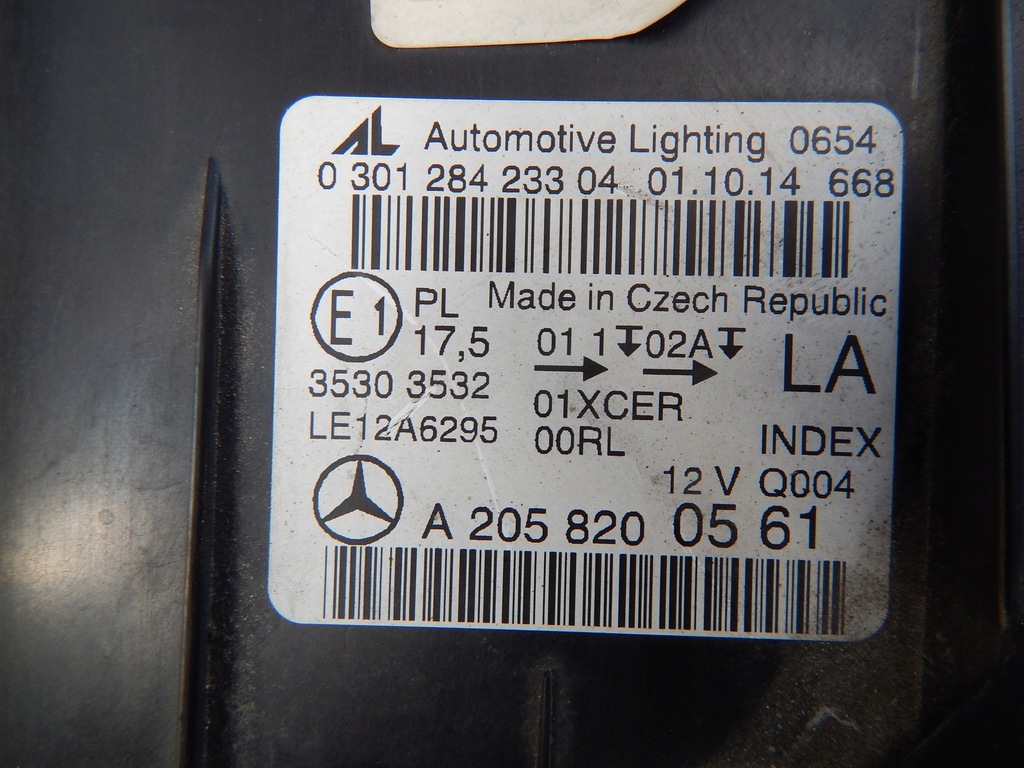 AL Automotive Lighting 0654
0 301 284 233 04 01.10.14 668
E1 PL Made in Czech Republic
17,5 01 1 02A LA
3530 3532 01XCER
LE12A6295 00RL INDEX
12 V Q004
A 205 820 05 61